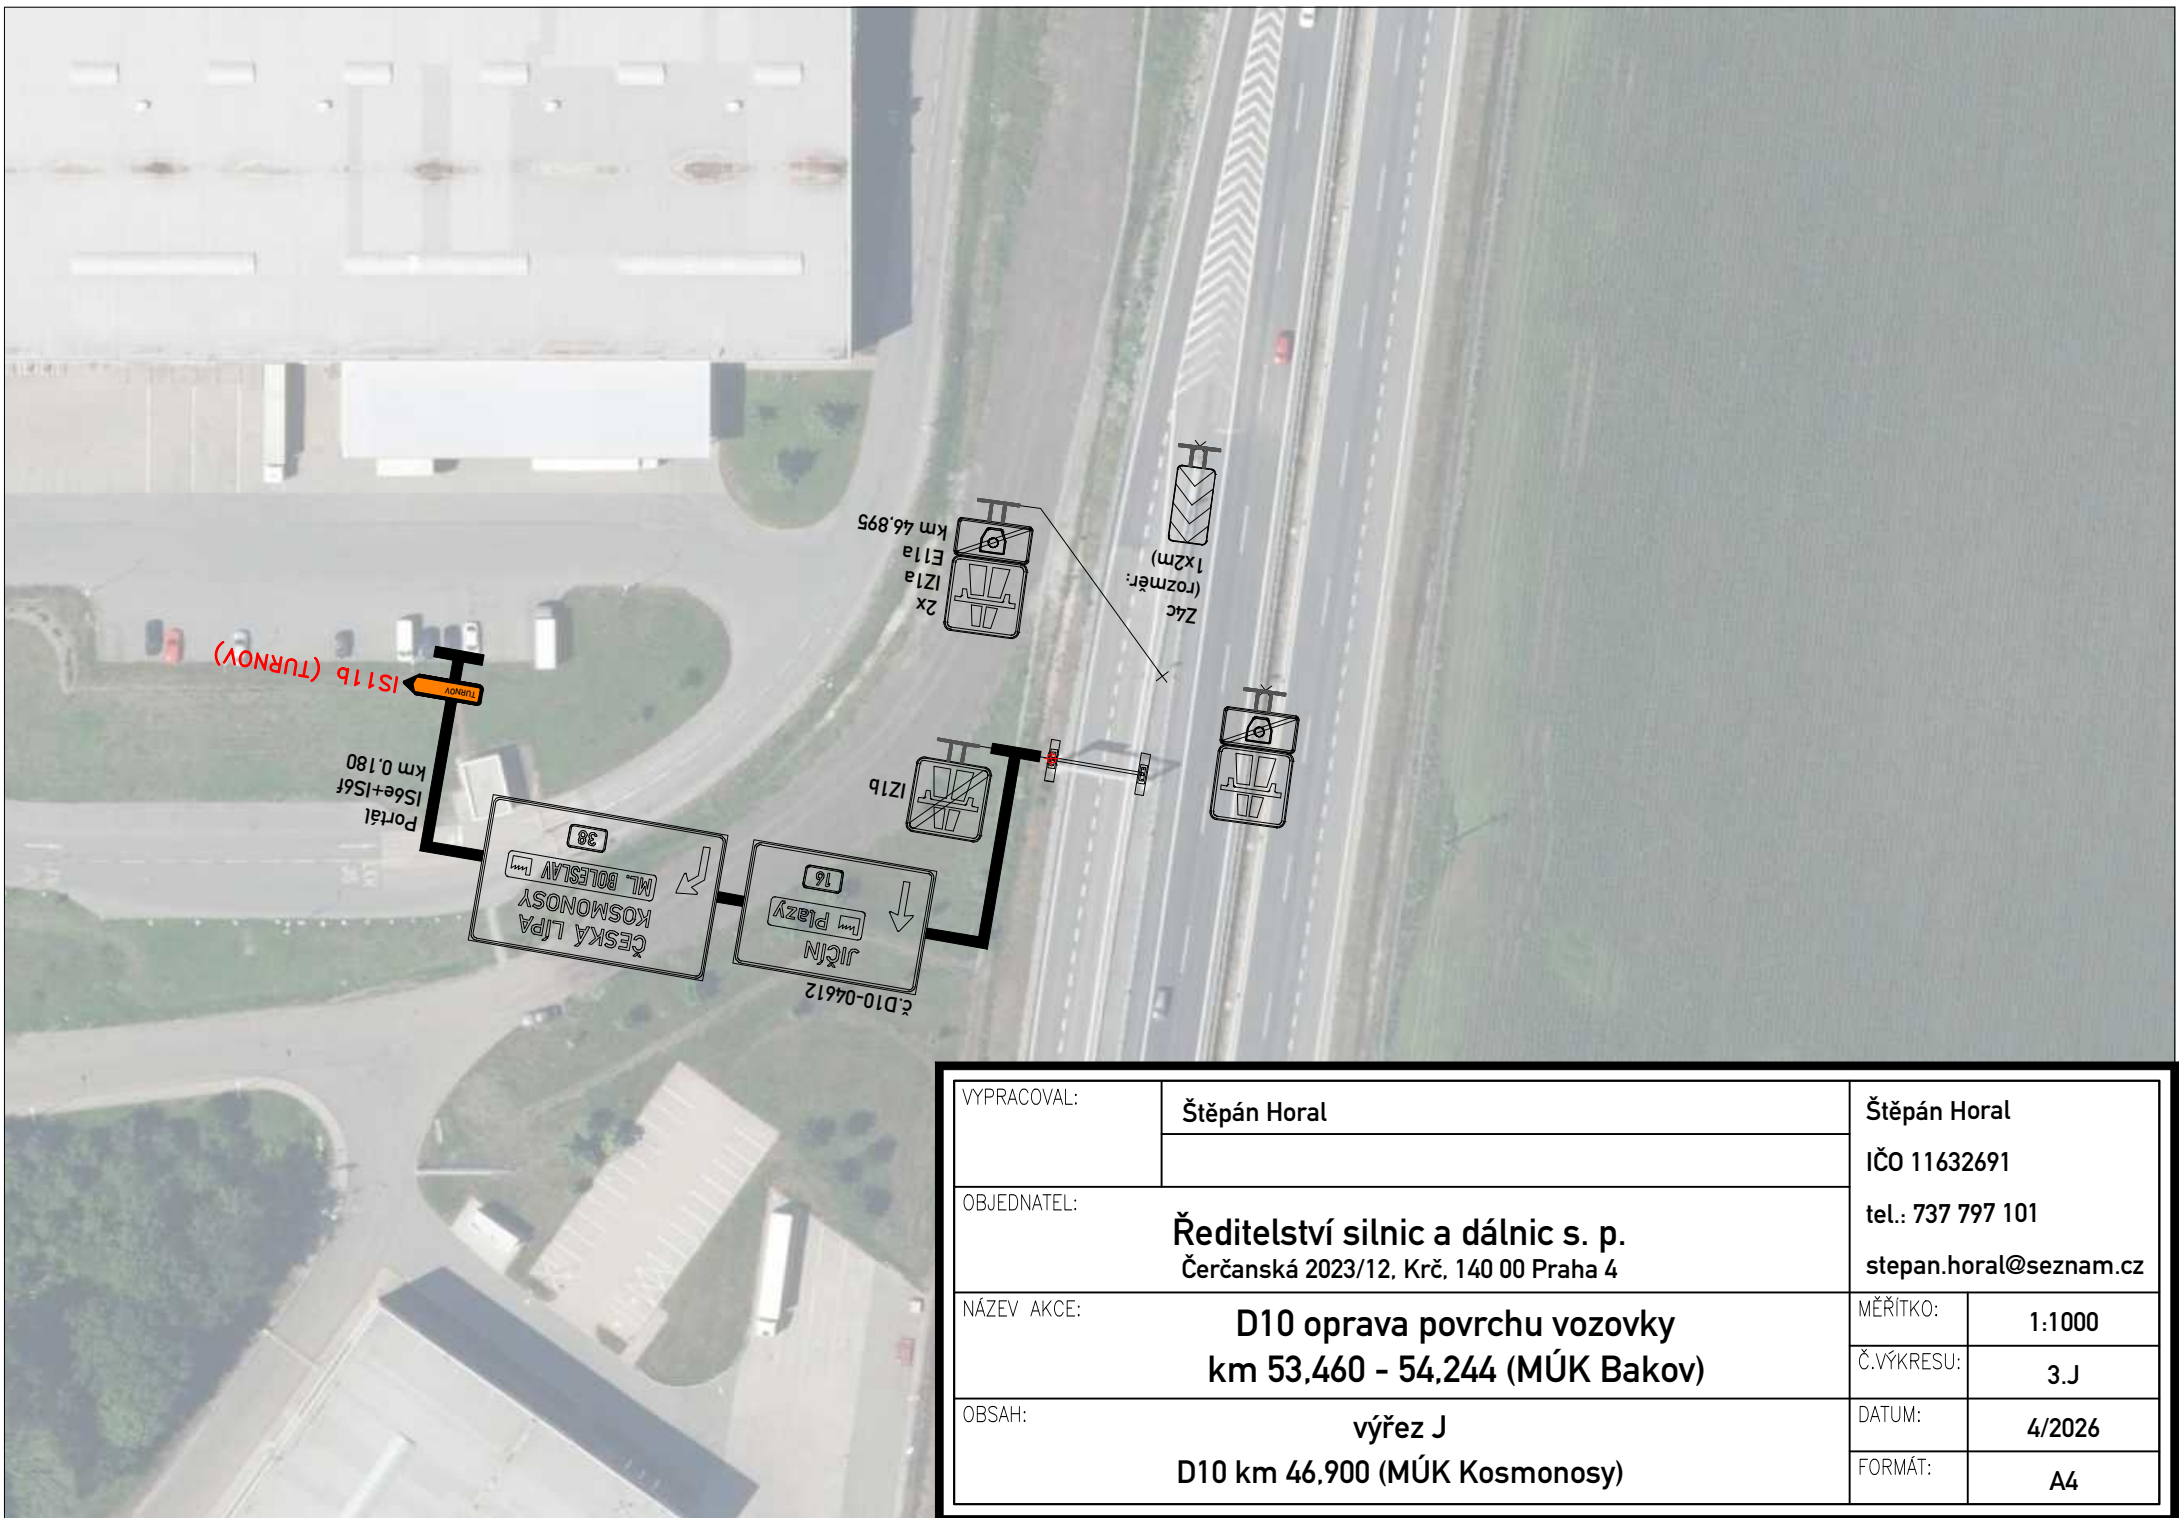 2x
IZ1a
E11a
km 46,895
Z4c
(rozměr:
1x2m)
IS11b (TURNOV)
TURNOV
Portál
IS6e+IS6f
km 0.180
IZ1b
38
ML. BOLESLAV
KOSMONOSY
ČESKÁ LÍPA
16
Plazy
JIČÍN
č.D10-04612
VYPRACOVAL:
Štěpán Horal
Štěpán Horal
IČO 11632691
tel.: 737 797 101
stepan.horal@seznam.cz
OBJEDNATEL:
Ředitelství silnic a dálnic s. p.
Čerčanská 2023/12, Krč, 140 00 Praha 4
NÁZEV AKCE:
D10 oprava povrchu vozovky
km 53,460 - 54,244 (MÚK Bakov)
MĚŘÍTKO:
1:1000
Č.VÝKRESU:
3.J
OBSAH:
výřez J
D10 km 46,900 (MÚK Kosmonosy)
DATUM:
4/2026
FORMÁT:
A4